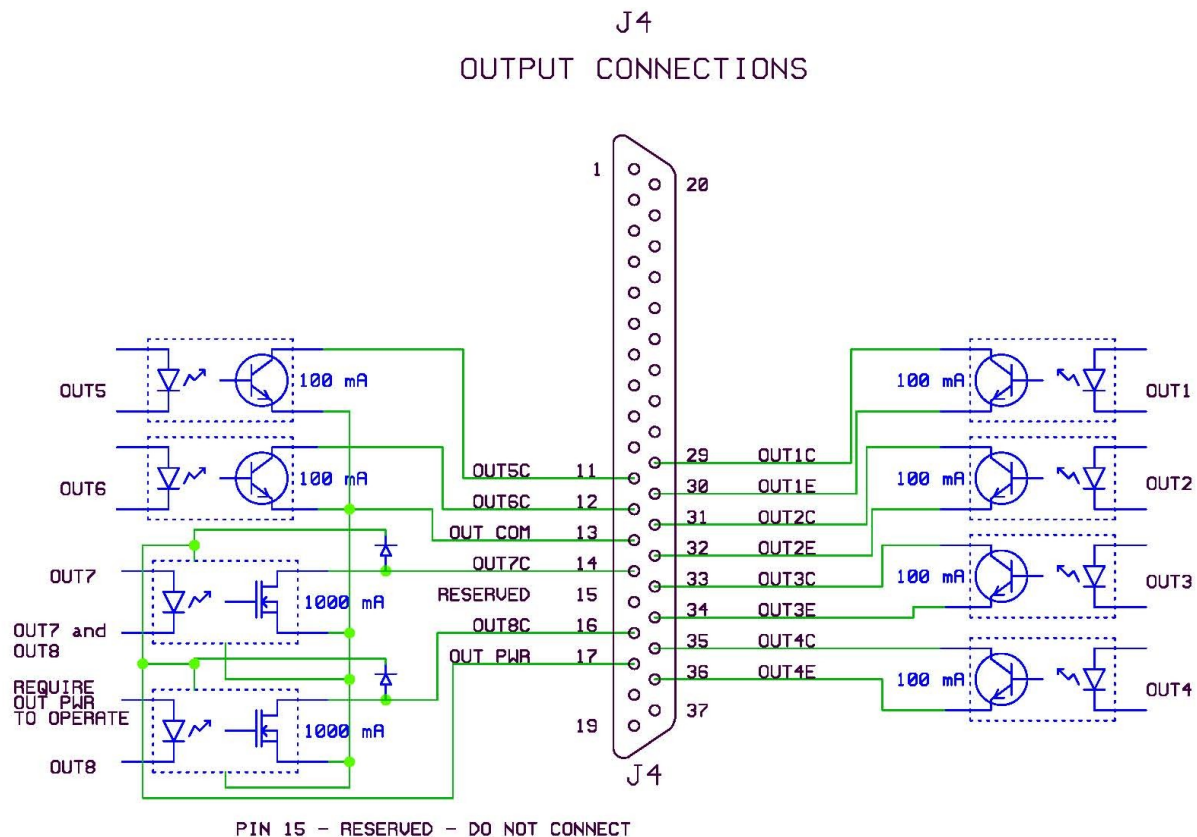 J4
OUTPUT CONNECTIONS
1
20
OUT5
100 mA
OUT6
100 mA
OUT5C 11
OUT6C 12
OUT COM 13
OUT7C 14
RESERVED 15
OUT8C 16
OUT PWR 17
19
OUT7
1000 mA
OUT7 and
OUT8
REQUIRE
OUT PWR
TO OPERATE
1000 mA
OUT8
29 OUT1C
30 OUT1E
31 OUT2C
32 OUT2E
33 OUT3C
34 OUT3E
35 OUT4C
36 OUT4E
37
100 mA
OUT1
100 mA
OUT2
100 mA
OUT3
100 mA
OUT4
J4
PIN 15 - RESERVED - DO NOT CONNECT